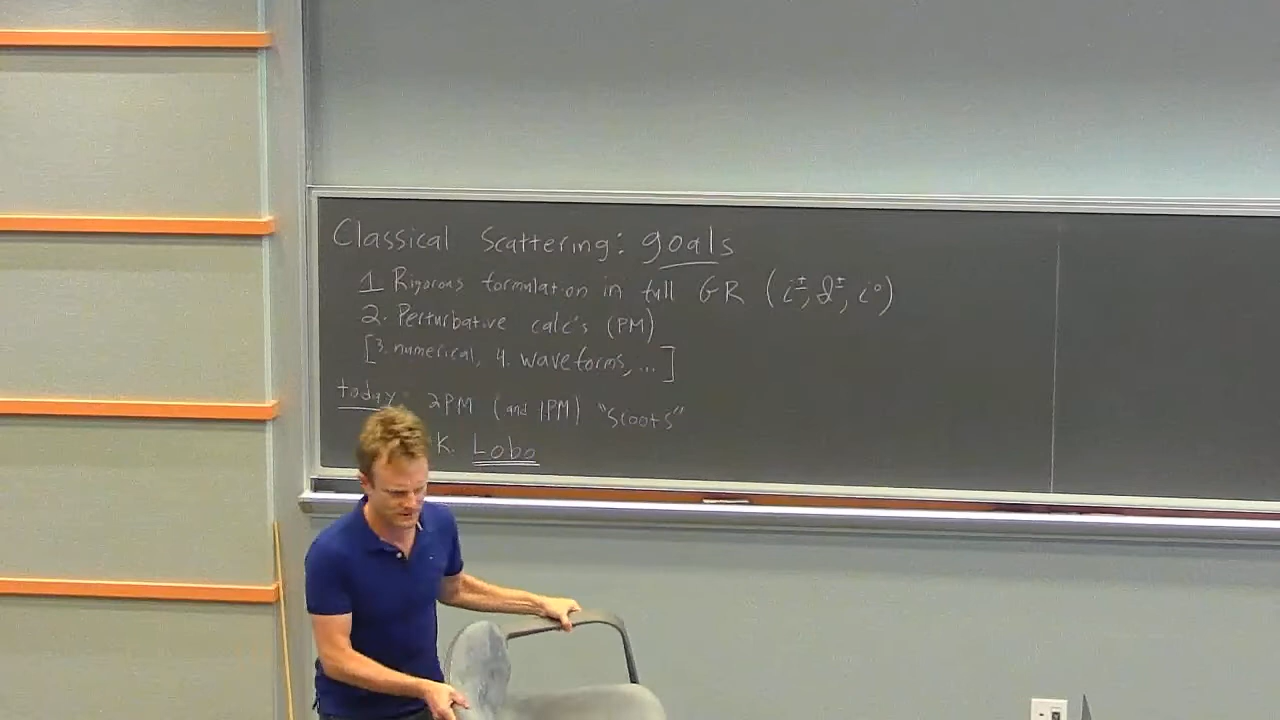 Classical Scattering: goals
1 Rigorous formulation in full GR (i±, I±, i°)
2. Perturbative calc's (PM)
[3. numerical, 4. waveforms, ...]
today: 2PM (and 1PM) "Scoots"
K. Lobo